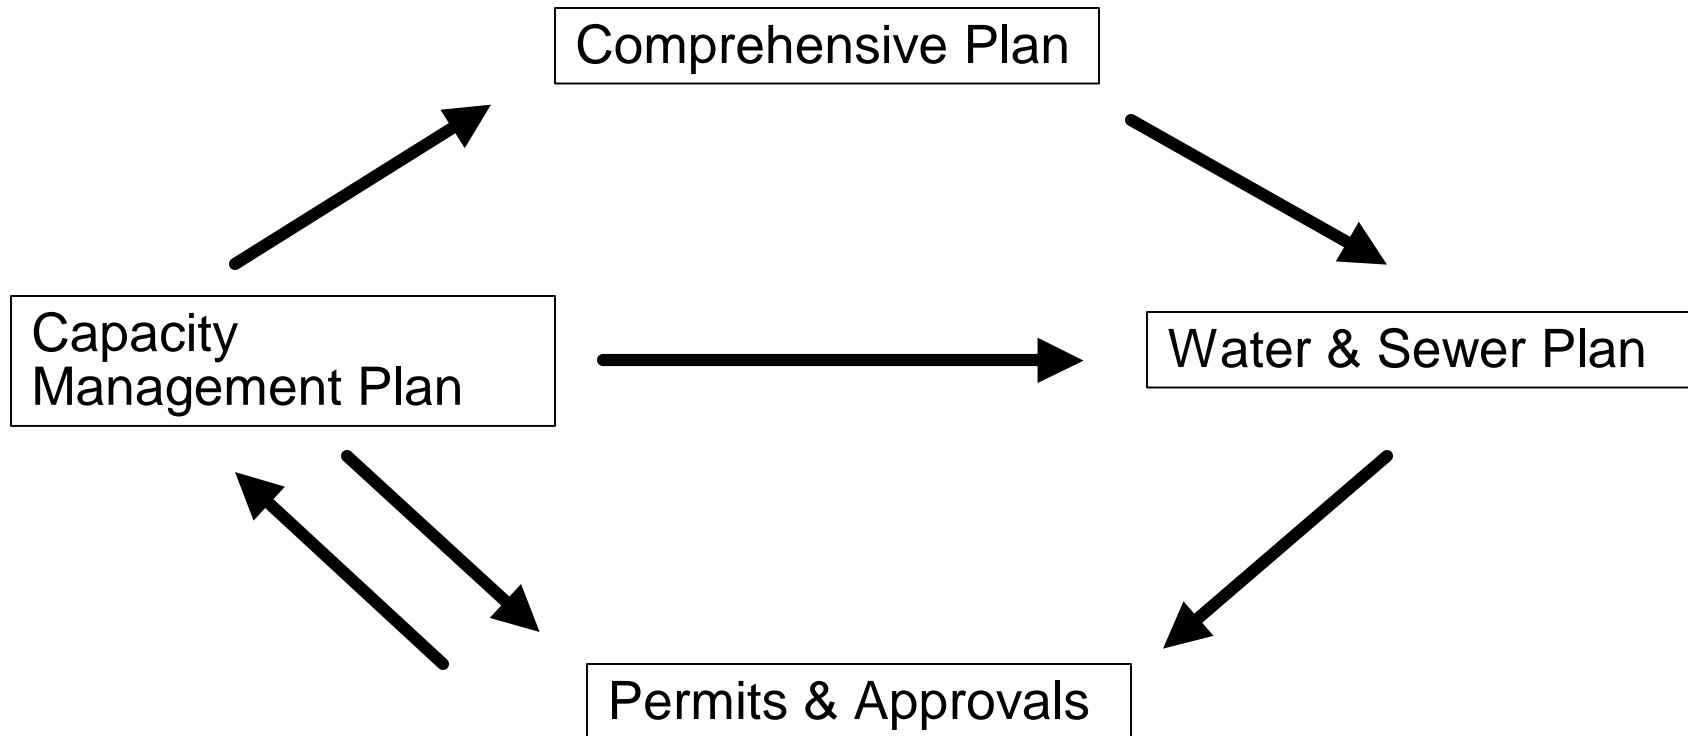 Comprehensive Plan
Capacity
Management Plan
Water & Sewer Plan
Permits & Approvals